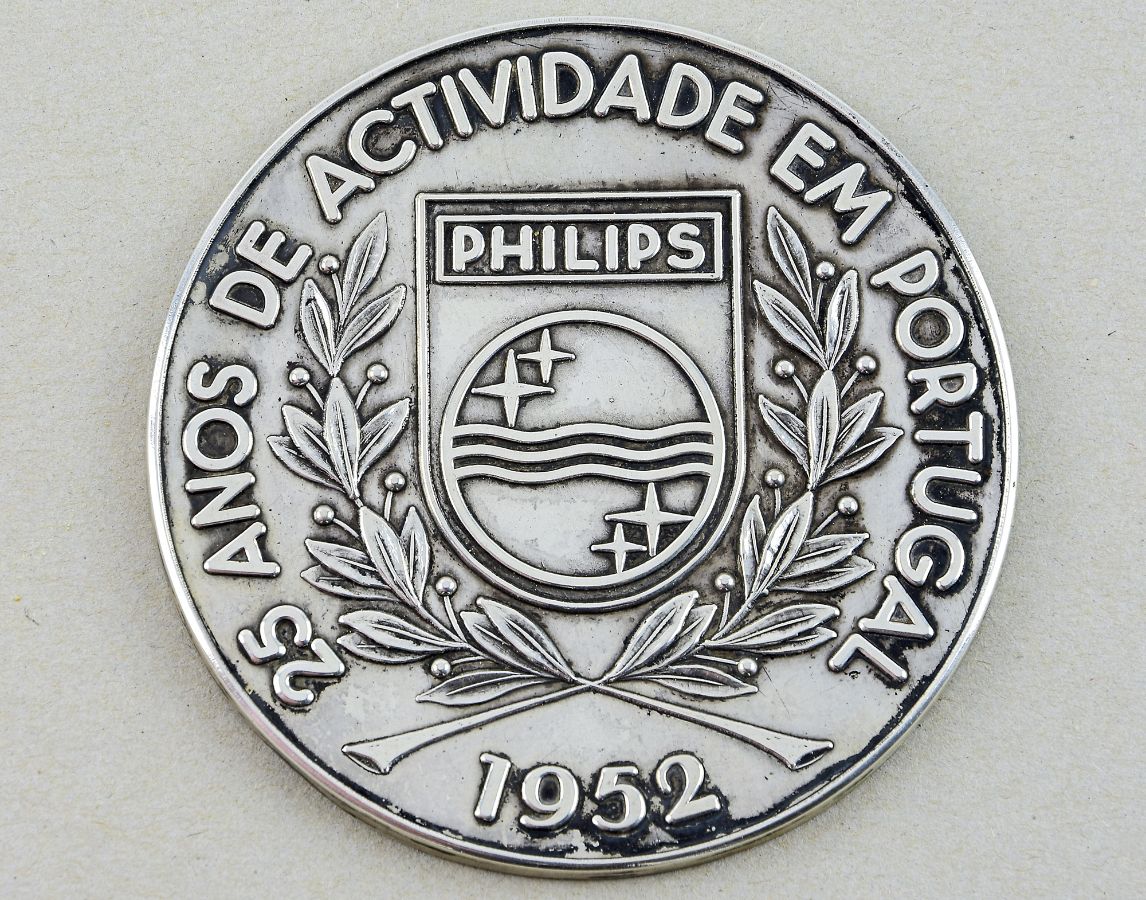 25 ANOS DE ACTIVIDADE EM PORTUGAL
PHILIPS
1952